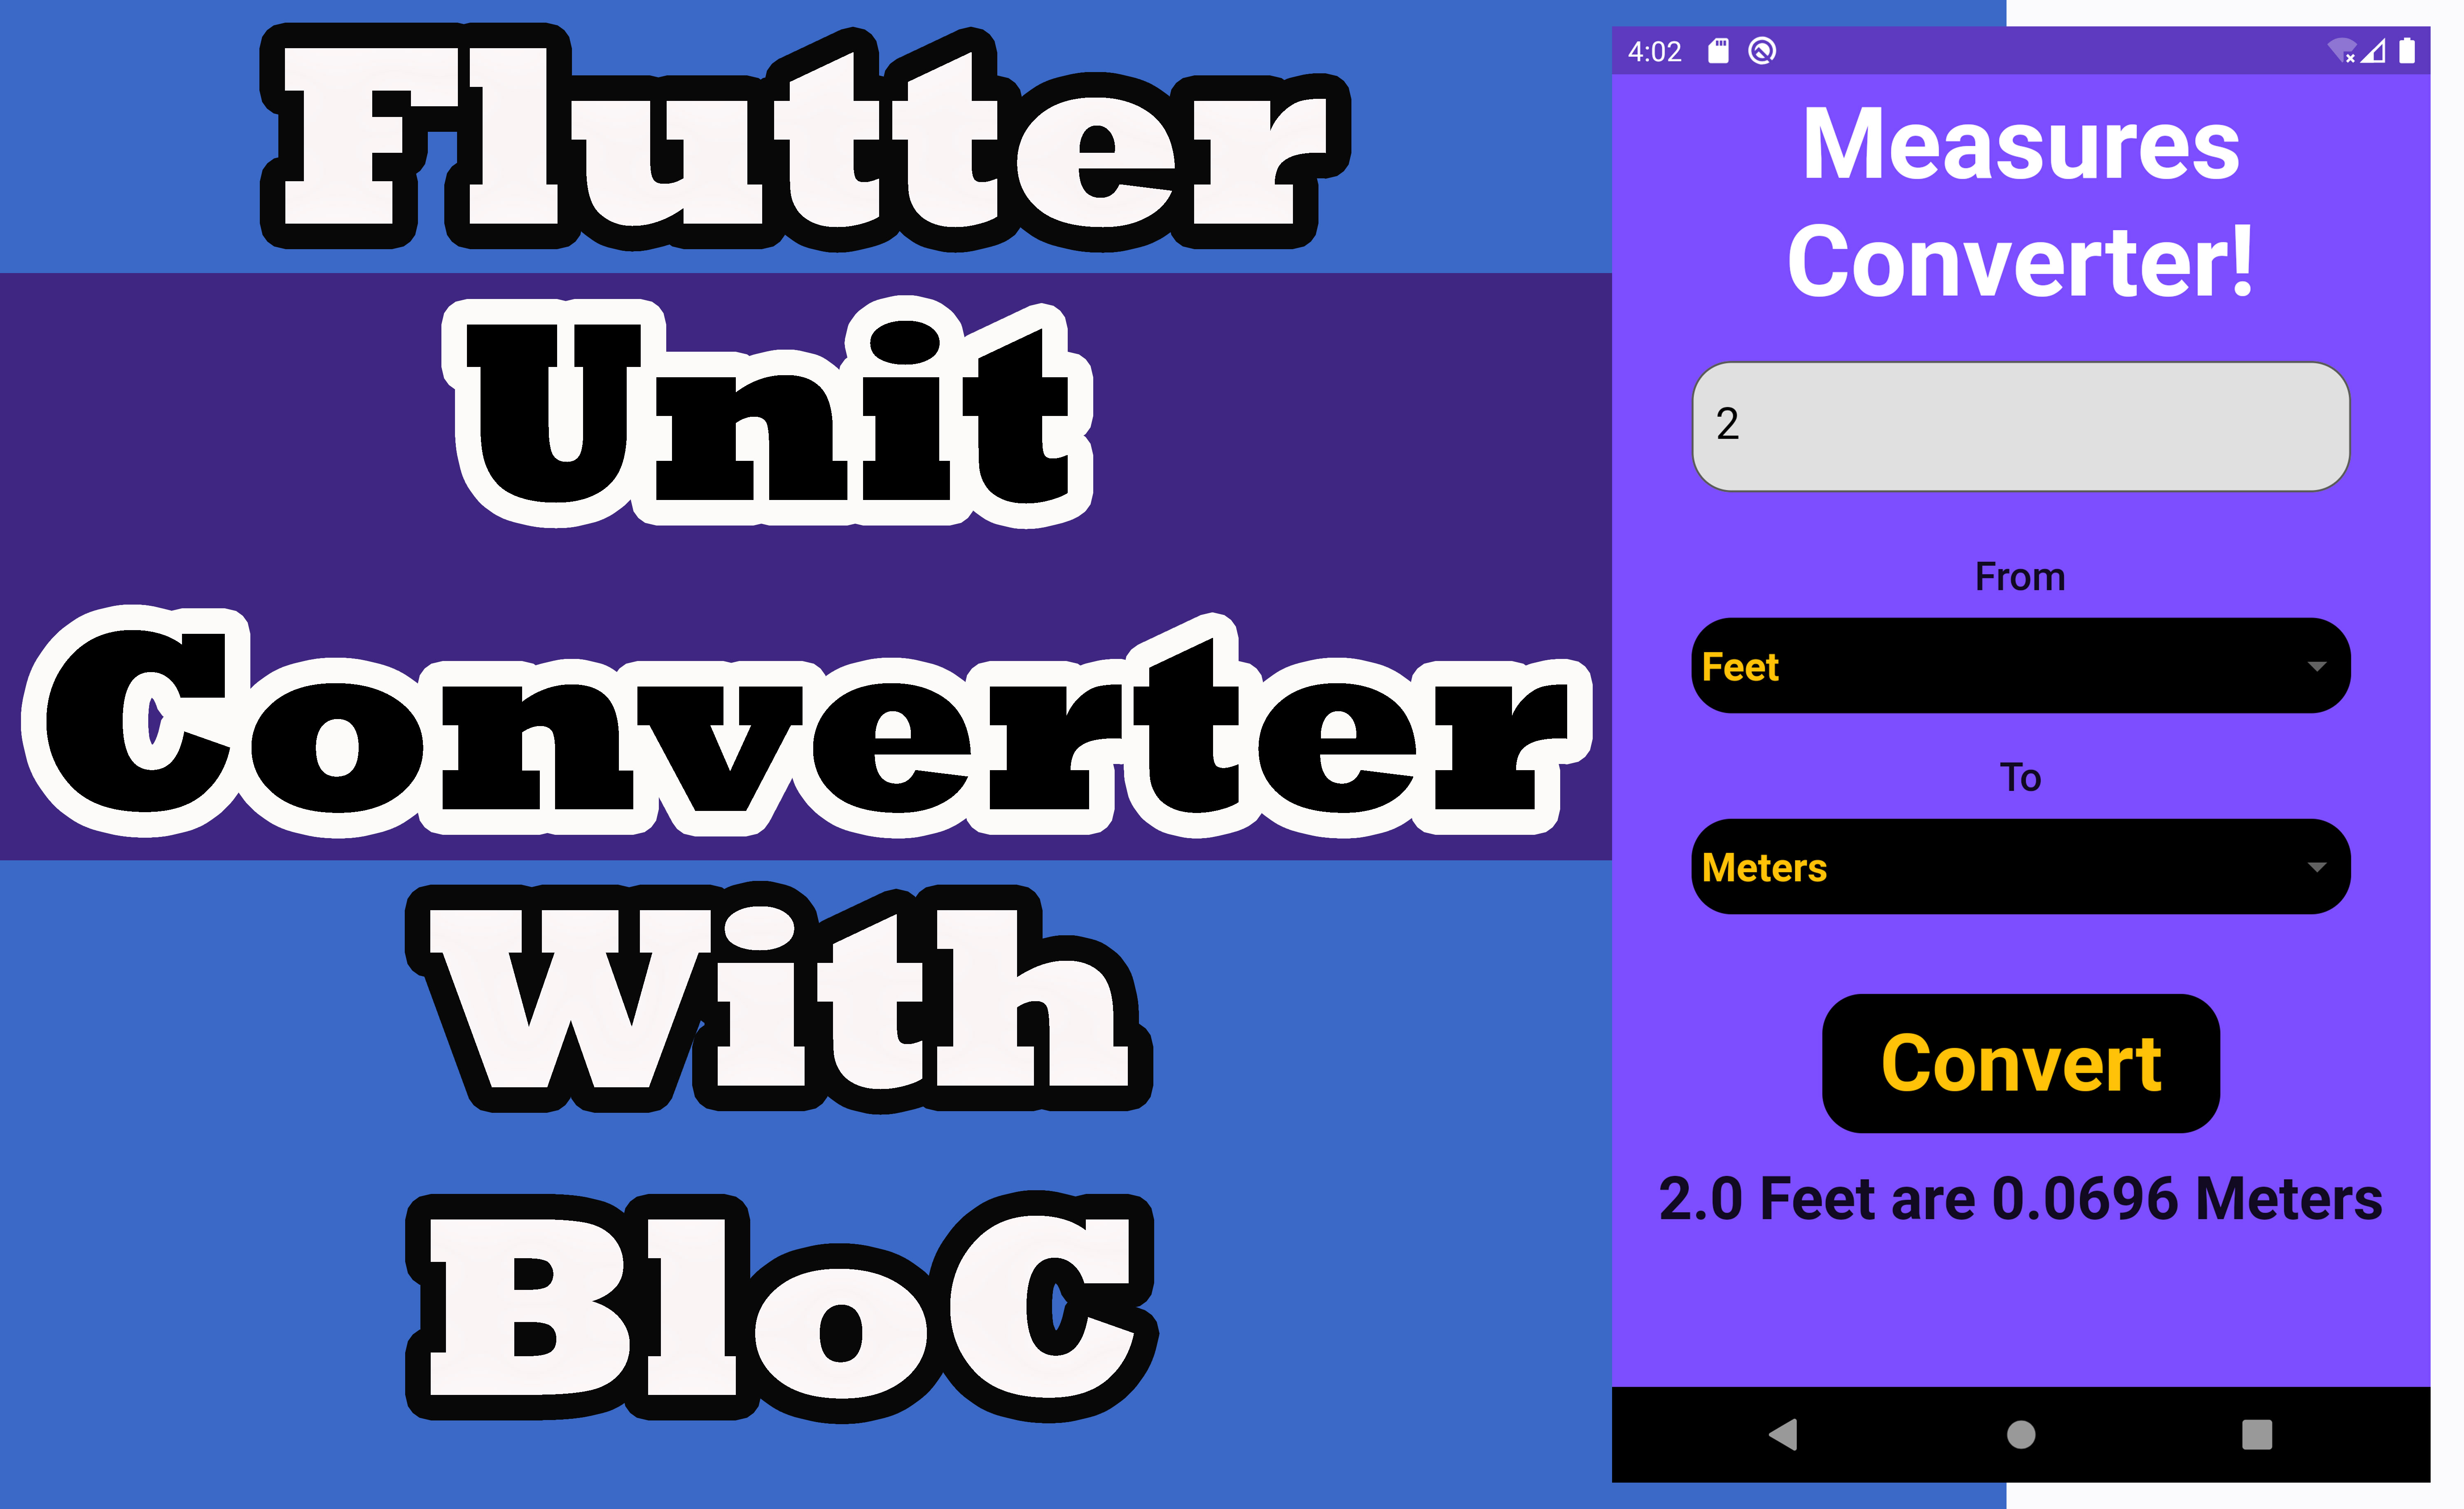 Flutter
Unit
Converter
With
BloC
4:02
Measures
Converter!
2
From
Feet
To
Meters
Convert
2.0 Feet are 0.0696 Meters